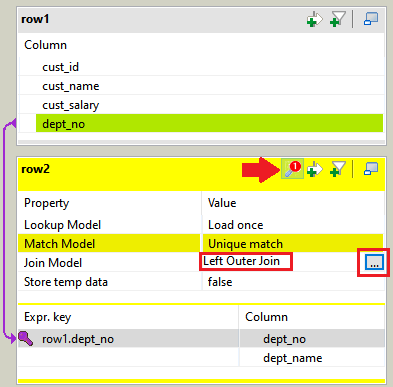 row1
Column
cust_id
cust_name
cust_salary
dept_no
row2
1
Property Value
Lookup Model Load once
Match Model Unique match
Join Model Left Outer Join ...
Store temp data false
Expr. key Column
row1.dept_no dept_no
dept_name